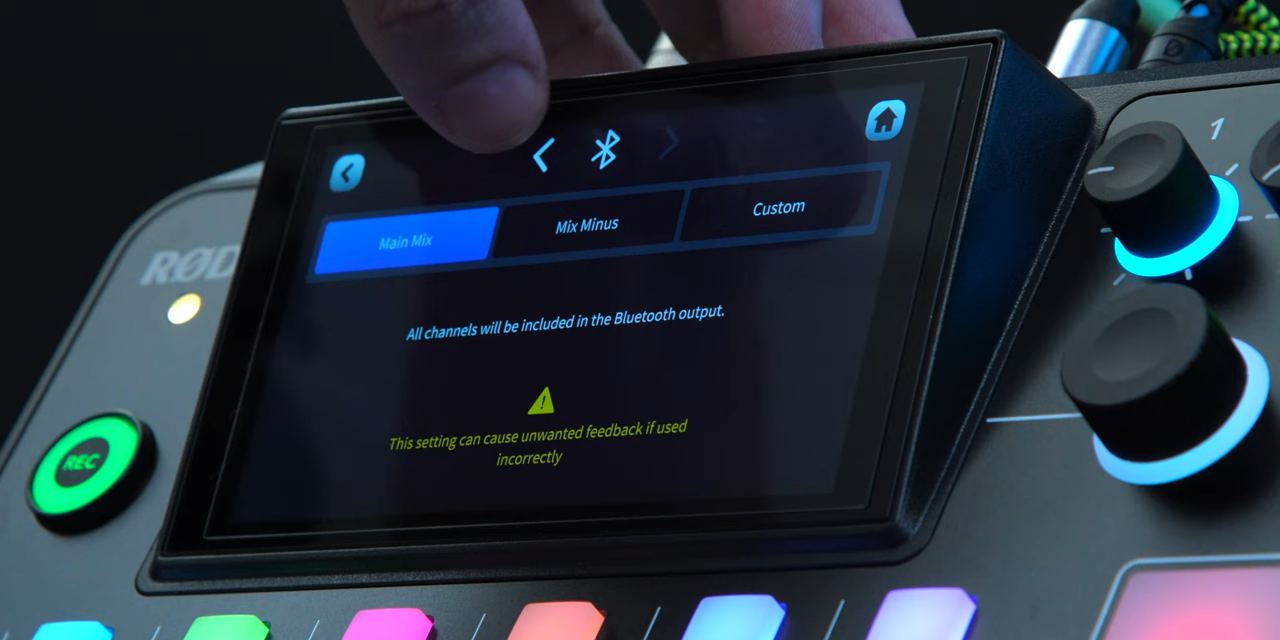 1
Main Mix
Mix Minus
Custom
RØD
All channels will be included in the Bluetooth output.
This setting can cause unwanted feedback if used
incorrectly
REC